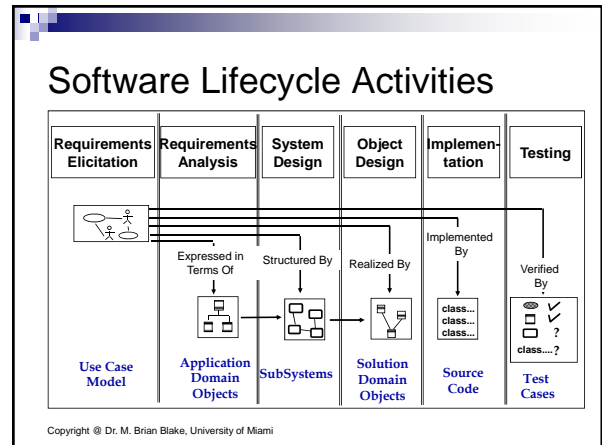 Software Lifecycle Activities
Requirements
Elicitation
Requirements
Analysis
System
Design
Object
Design
Implemen-
tation
Testing
Expressed in
Terms Of
Structured By
Realized By
Implemented
By
Verified
By
class...
class...
class...
?
class....?
Use Case
Model
Application
Domain
Objects
SubSystems
Solution
Domain
Objects
Source
Code
Test
Cases
Copyright @ Dr. M. Brian Blake, University of Miami